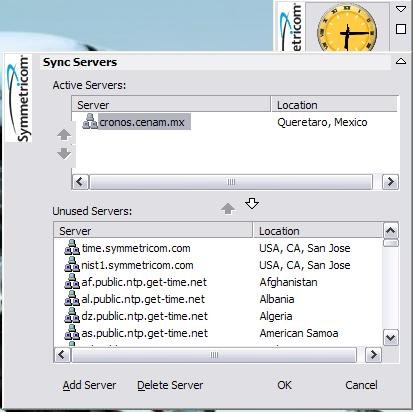 Symmetricom
Sync Servers
Active Servers:
Server Location
cronos.cenam.mx Queretaro, Mexico
Unused Servers:
Server Location
time.symmetricom.com USA, CA, San Jose
nist1.symmetricom.com USA, CA, San Jose
af.public.ntp.get-time.net Afghanistan
al.public.ntp.get-time.net Albania
dz.public.ntp.get-time.net Algeria
as.public.ntp.get-time.net American Samoa
Add Server Delete Server OK Cancel